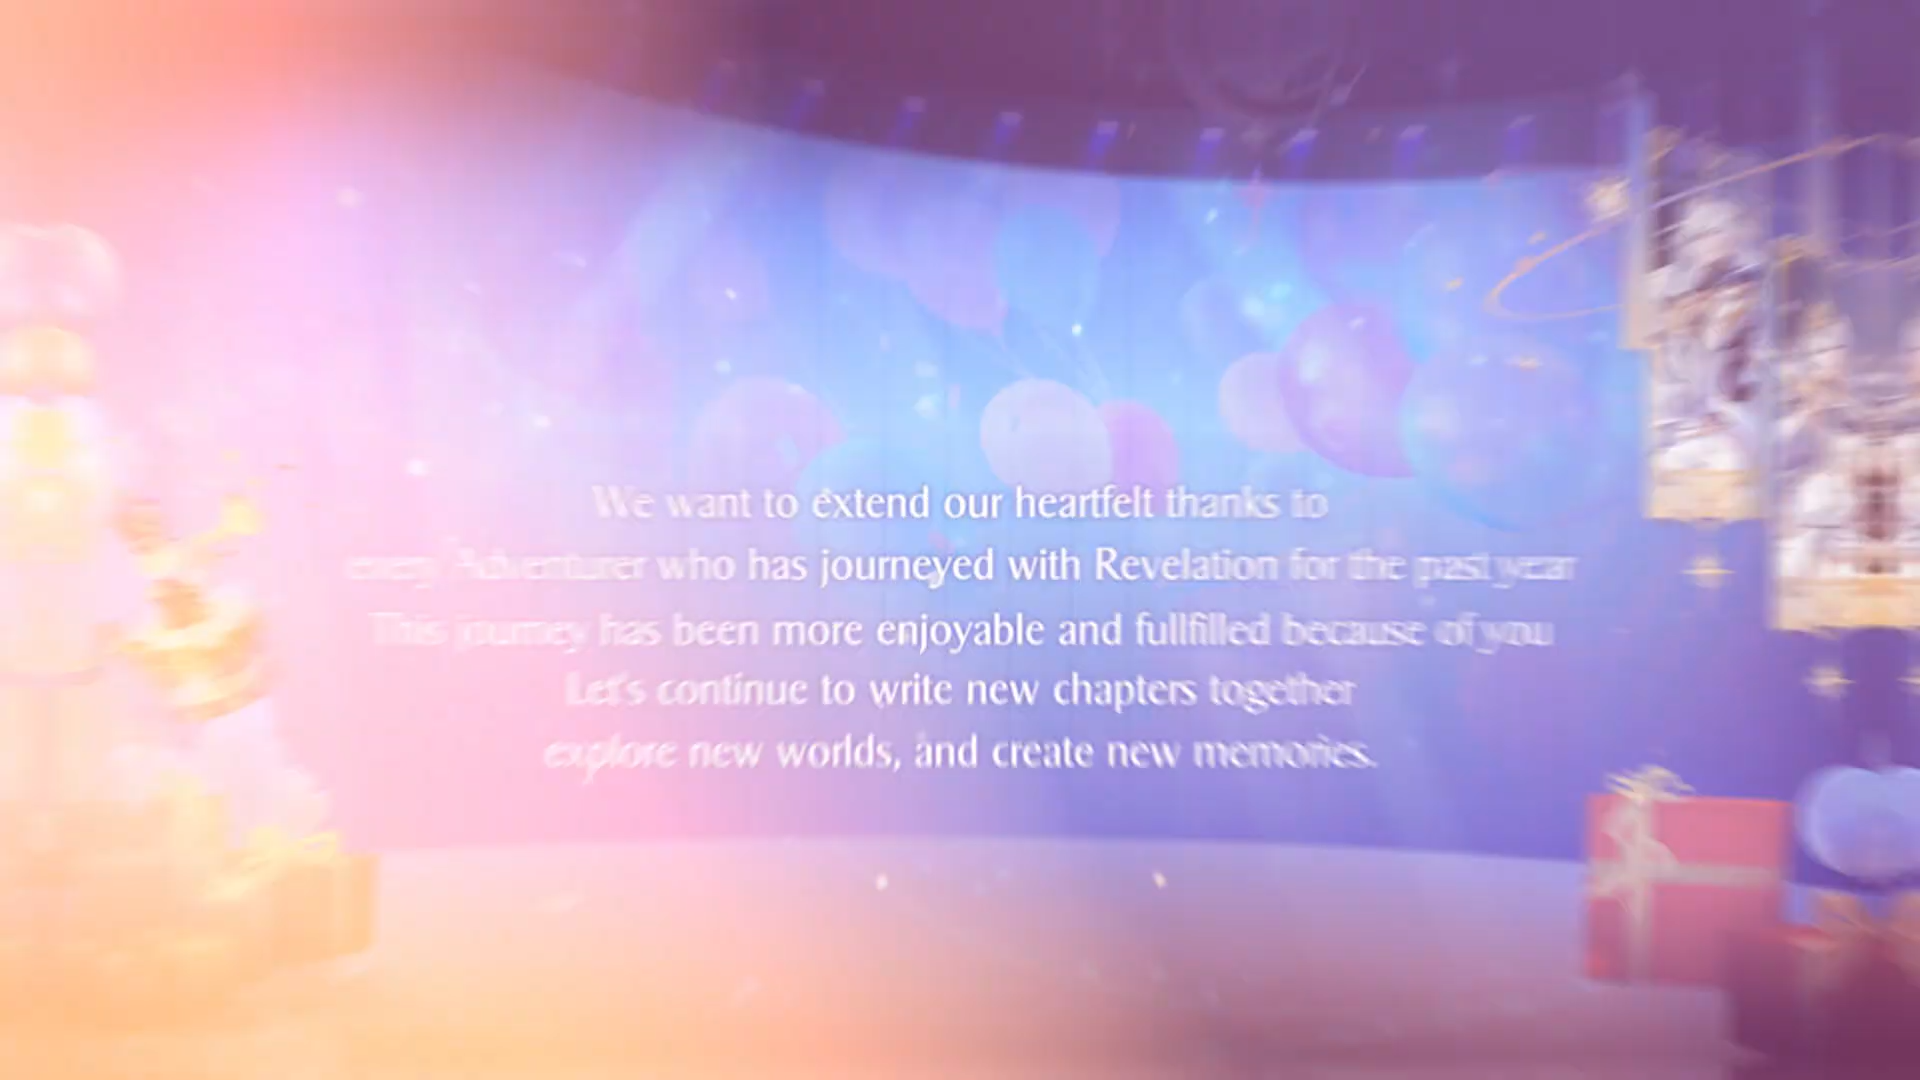 We want to extend our heartfelt thanks to
every Adventurer who has journeyed with Revelation for the past year
This journey has been more enjoyable and fullfilled because of you
Let's continue to write new chapters together
explore new worlds, and create new memories.